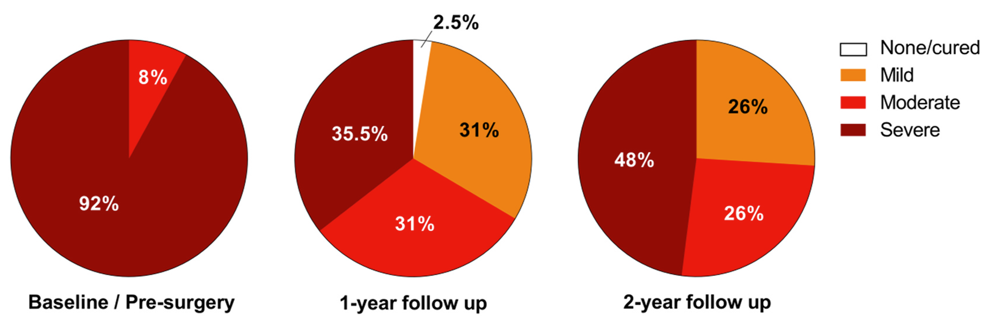 2.5%
8%
92%
35.5%
31%
31%
48%
26%
26%
None/cured
Mild
Moderate
Severe
Baseline / Pre-surgery
1-year follow up
2-year follow up